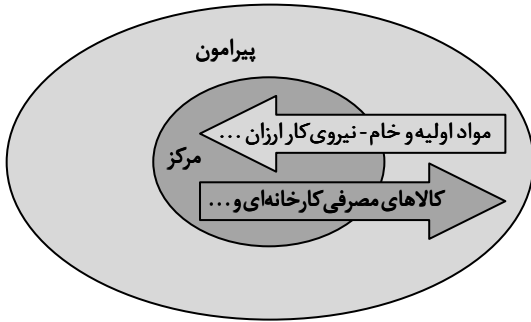 پیرامون
مواد اولیه و خام - نیروی کار ارزان ...
مرکز
کالاهای مصرفی کارخانه‌ای و ...